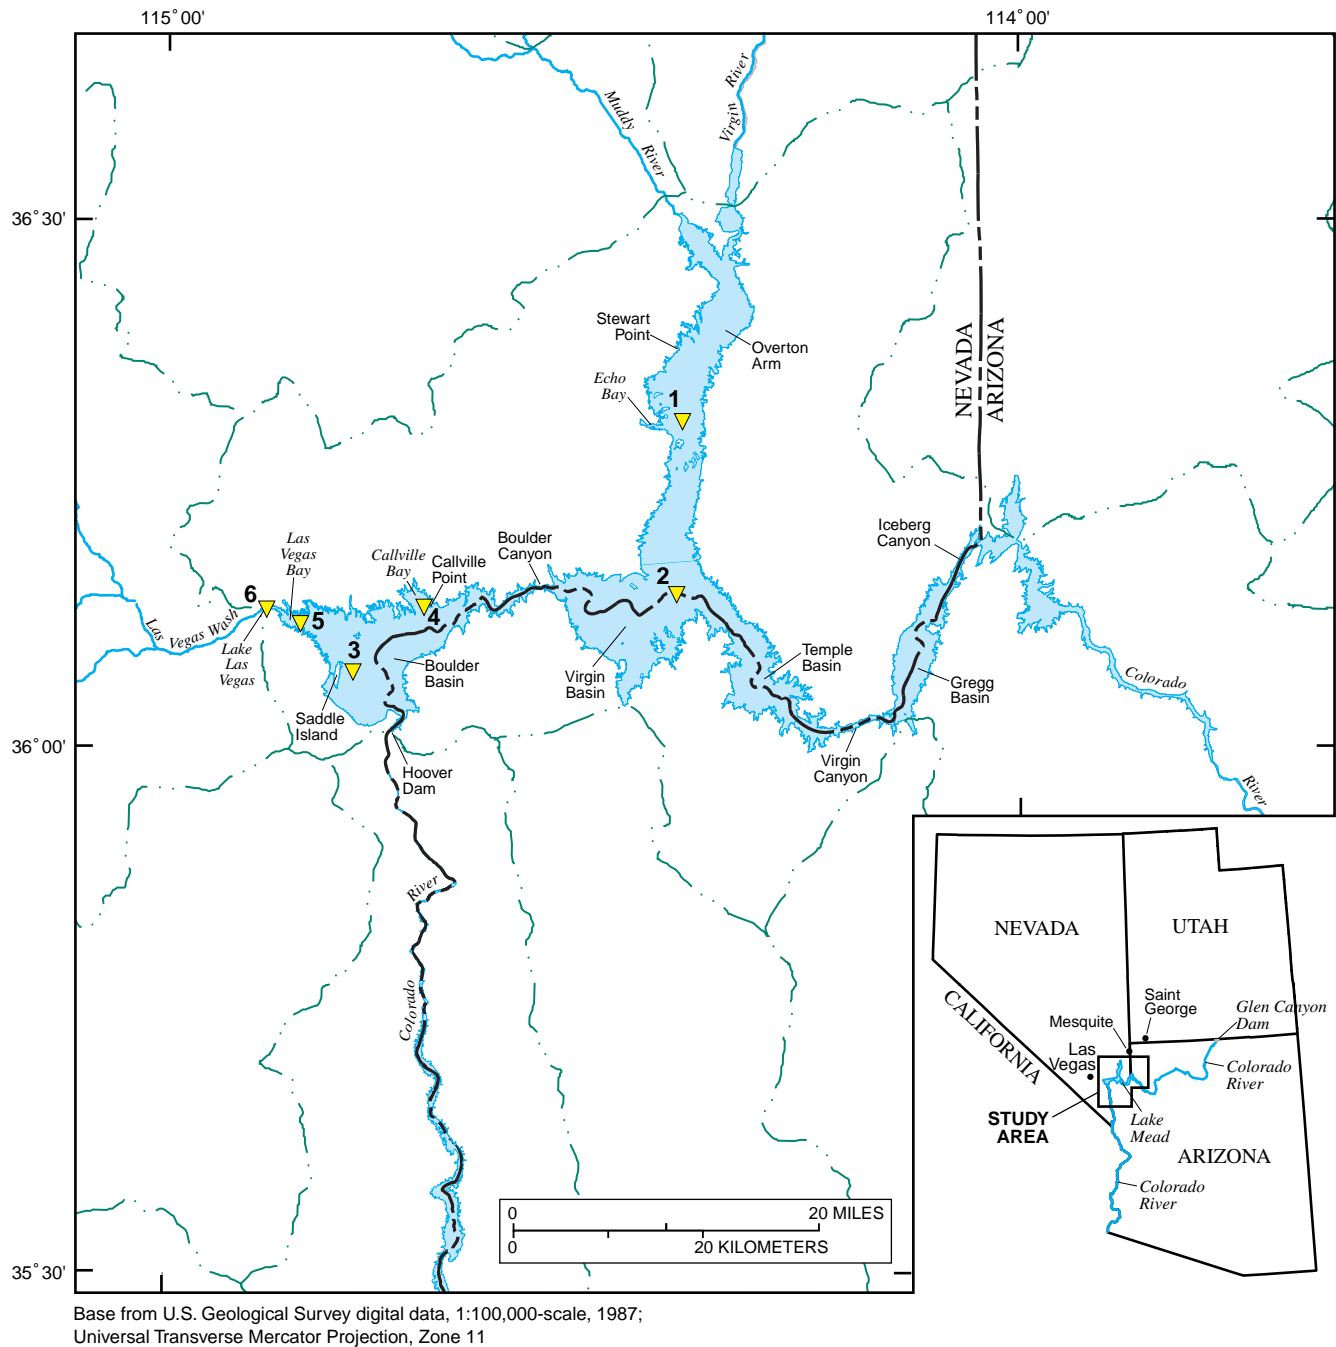 115° 00'
114° 00'
36° 30'
36° 00'
35° 30'
Muddy
River
Virgin
River
Stewart
Point
Overton
Arm
Echo
Bay
1
NEVADA
ARIZONA
Iceberg
Canyon
Boulder
Canyon
Las
Vegas
Bay
Callville
Bay
Callville
Point
2
6
5
4
3
Las
Vegas Wash
Lake
Las
Vegas
Boulder
Basin
Saddle
Island
Hoover
Dam
Virgin
Basin
Temple
Basin
Gregg
Basin
Virgin
Canyon
Colorado
River
River
Colorado
NEVADA
UTAH
CALIFORNIA
Saint
George
Mesquite
Las
Vegas
Glen Canyon
Dam
Colorado
River
STUDY
AREA
Lake
Mead
ARIZONA
Colorado
River
0 20 MILES
0 20 KILOMETERS
Base from U.S. Geological Survey digital data, 1:100,000-scale, 1987;
Universal Transverse Mercator Projection, Zone 11